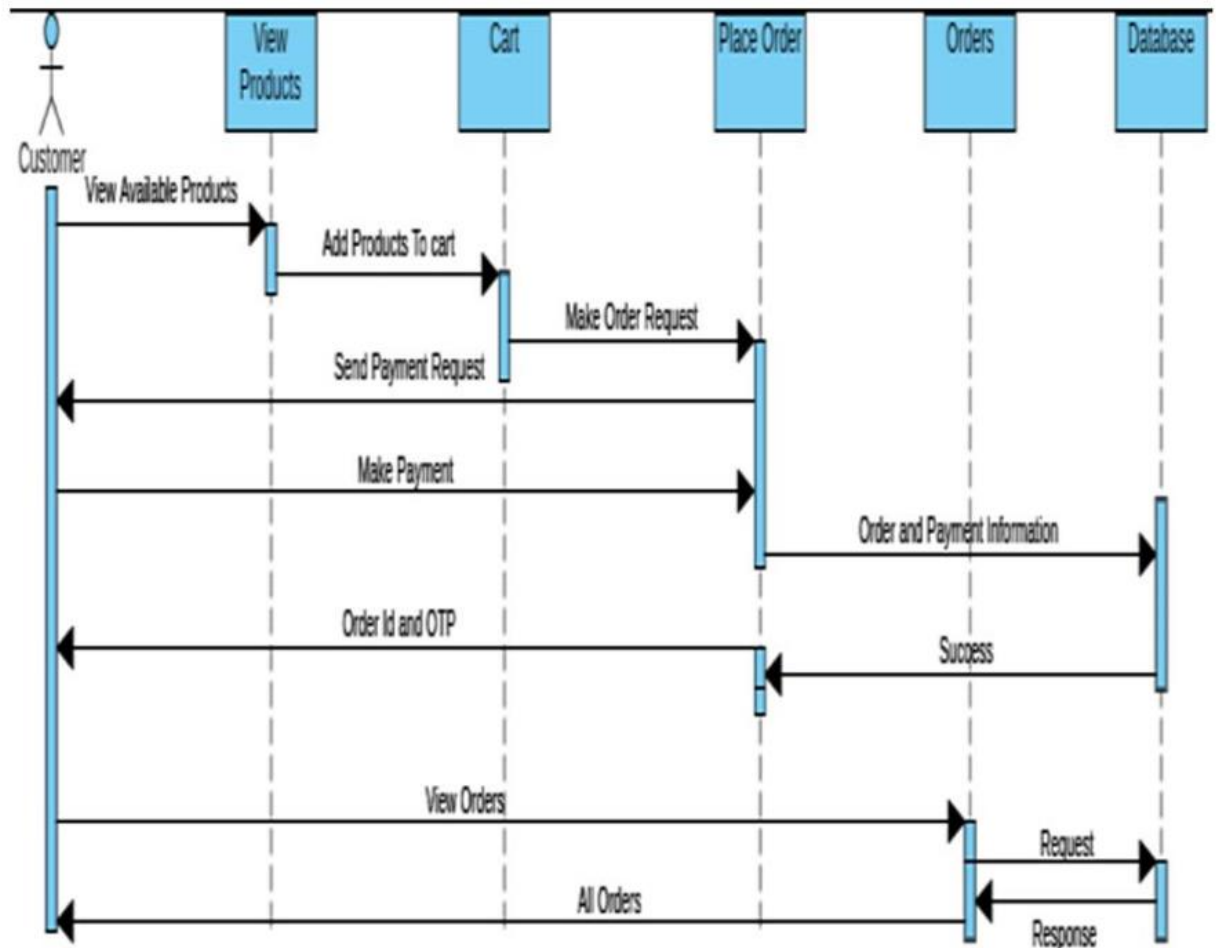 View
Products
Cart
Place Order
Orders
Database
Customer
View Available Products
Add Products To cart
Make Order Request
Send Payment Request
Make Payment
Order and Payment Information
Order Id and OTP
Success
View Orders
Request
All Orders
Response